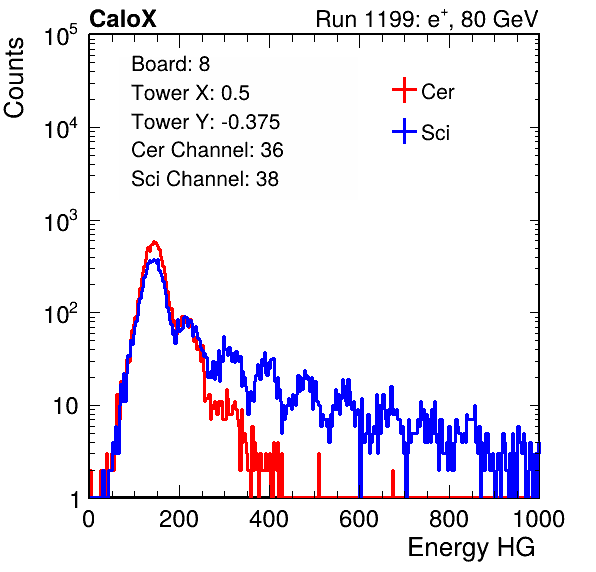 CaloX Run 1199: e⁺, 80 GeV
Counts
Board: 8
Tower X: 0.5
Tower Y: -0.375
Cer Channel: 36
Sci Channel: 38
Cer
Sci
10⁵
10⁴
10³
10²
10
1
0 200 400 600 800 1000
Energy HG